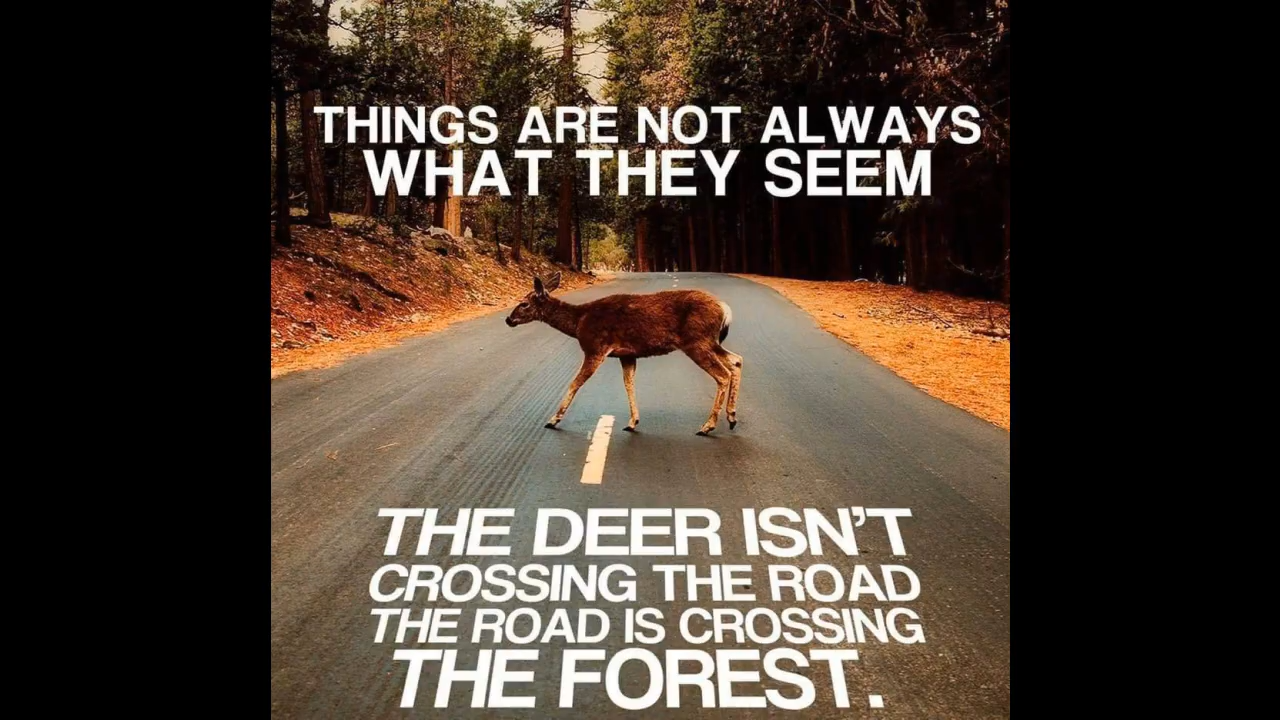 THINGS ARE NOT ALWAYS
WHAT THEY SEEM
THE DEER ISN'T
CROSSING THE ROAD
THE ROAD IS CROSSING
THE FOREST.